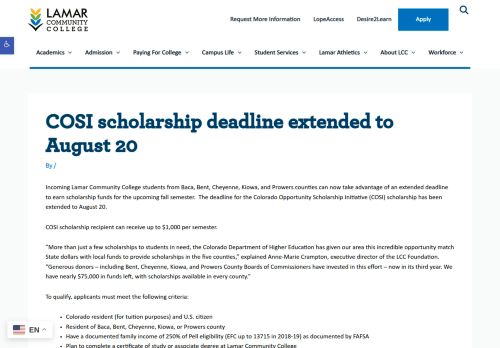 LAMAR
COMMUNITY
COLLEGE
Request More Information LopeAccess Desire2Learn Apply
Academics Admission Paying For College Campus Life Student Services Lamar Athletics About LCC Workforce
COSI scholarship deadline extended to
August 20
By /
Incoming Lamar Community College students from Baca, Bent, Cheyenne, Kiowa, and Prowers counties can now take advantage of an extended deadline
to earn scholarship funds for the upcoming fall semester. The deadline for the Colorado Opportunity Scholarship Initiative (COSI) scholarship has been
extended to August 20.
COSI scholarship recipient can receive up to $1,000 per semester.
"More than just a few scholarships to students in need, the Colorado Department of Higher Education has given our area this incredible opportunity match
State dollars with local funds to provide scholarships in the five counties," explained Anne-Marie Crampton, executive director of the LCC Foundation.
"Generous donors – including Bent, Cheyenne, Kiowa, and Prowers County Boards of Commissioners have invested in this effort – now in its third year. We
have nearly $75,000 in funds left, with scholarships available in every county."
To qualify, applicants must meet the following criteria:
Colorado resident (for tuition purposes) and U.S. citizen
Resident of Baca, Bent, Cheyenne, Kiowa, or Prowers county
Have a documented family income of 250% of Pell eligibility (EFC up to 13715 in 2018-19) as documented by FAFSA
Plan to complete a certificate of study or associate degree at Lamar Community College
EN